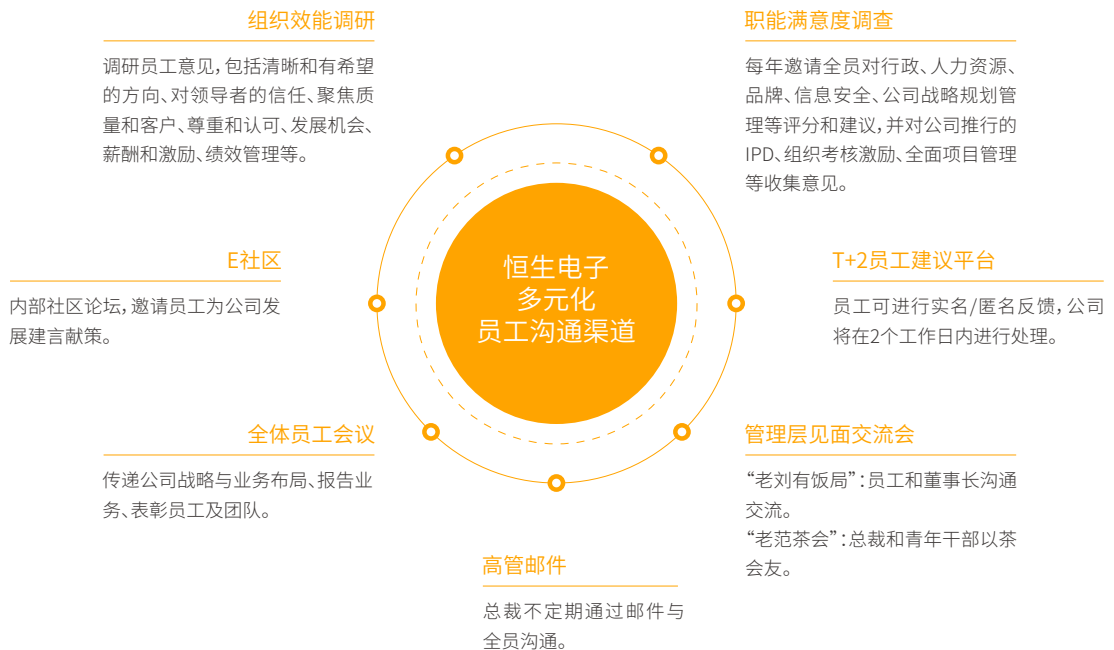 组织效能调研
调研员工意见，包括清晰和有希望
的方向、对领导者的信任、聚焦质
量和客户、尊重和认可、发展机会、
薪酬和激励、绩效管理等。
职能满意度调查
每年邀请全员对行政、人力资源、
品牌、信息安全、公司战略规划管
理等评分和建议，并对公司推行的
IPD、组织考核激励、全面项目管理
等收集意见。
恒生电子
多元化
员工沟通渠道
E社区
内部社区论坛，邀请员工为公司发
展建言献策。
T+2员工建议平台
员工可进行实名/匿名反馈，公司
将在2个工作日内进行处理。
全体员工会议
传递公司战略与业务布局、报告业
务、表彰员工及团队。
管理层见面交流会
“老刘有饭局”：员工和董事长沟通
交流。
“老范茶会”：总裁和青年干部以茶
会友。
高管邮件
总裁不定期通过邮件与
全员沟通。